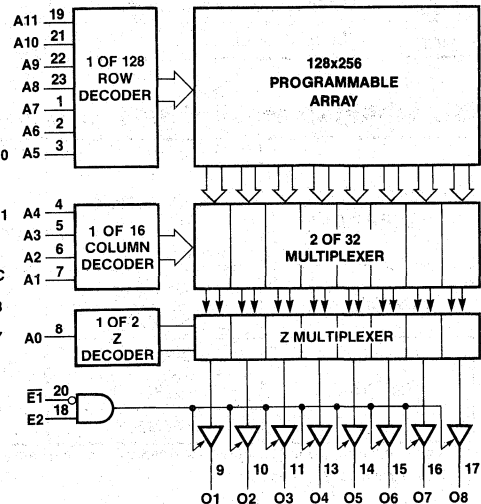 A11 19
A10 21
A9 22
A8 23
A7 1
A6 2
A5 3
1 OF 128
ROW
DECODER
128x256
PROGRAMMABLE
ARRAY
0
1
A4 4
A3 5
A2 6
A1 7
1 OF 16
COLUMN
DECODER
2 OF 32
MULTIPLEXER
C
A0 8
1 OF 2
Z
DECODER
Z MULTIPLEXER
E1 20
E2 18
9 10 11 13 14 15 16 17
O1 O2 O3 O4 O5 O6 O7 O8